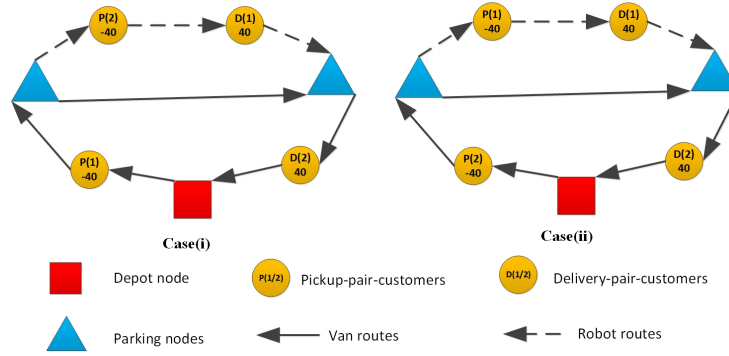 P(2)
-40
D(1)
40
P(1)
-40
D(2)
40
Case(i)
P(1)
-40
D(1)
40
P(2)
-40
D(2)
40
Case(ii)
Depot node
P(1/2)
Pickup-pair-customers
D(1/2)
Delivery-pair-customers
Parking nodes
Van routes
Robot routes